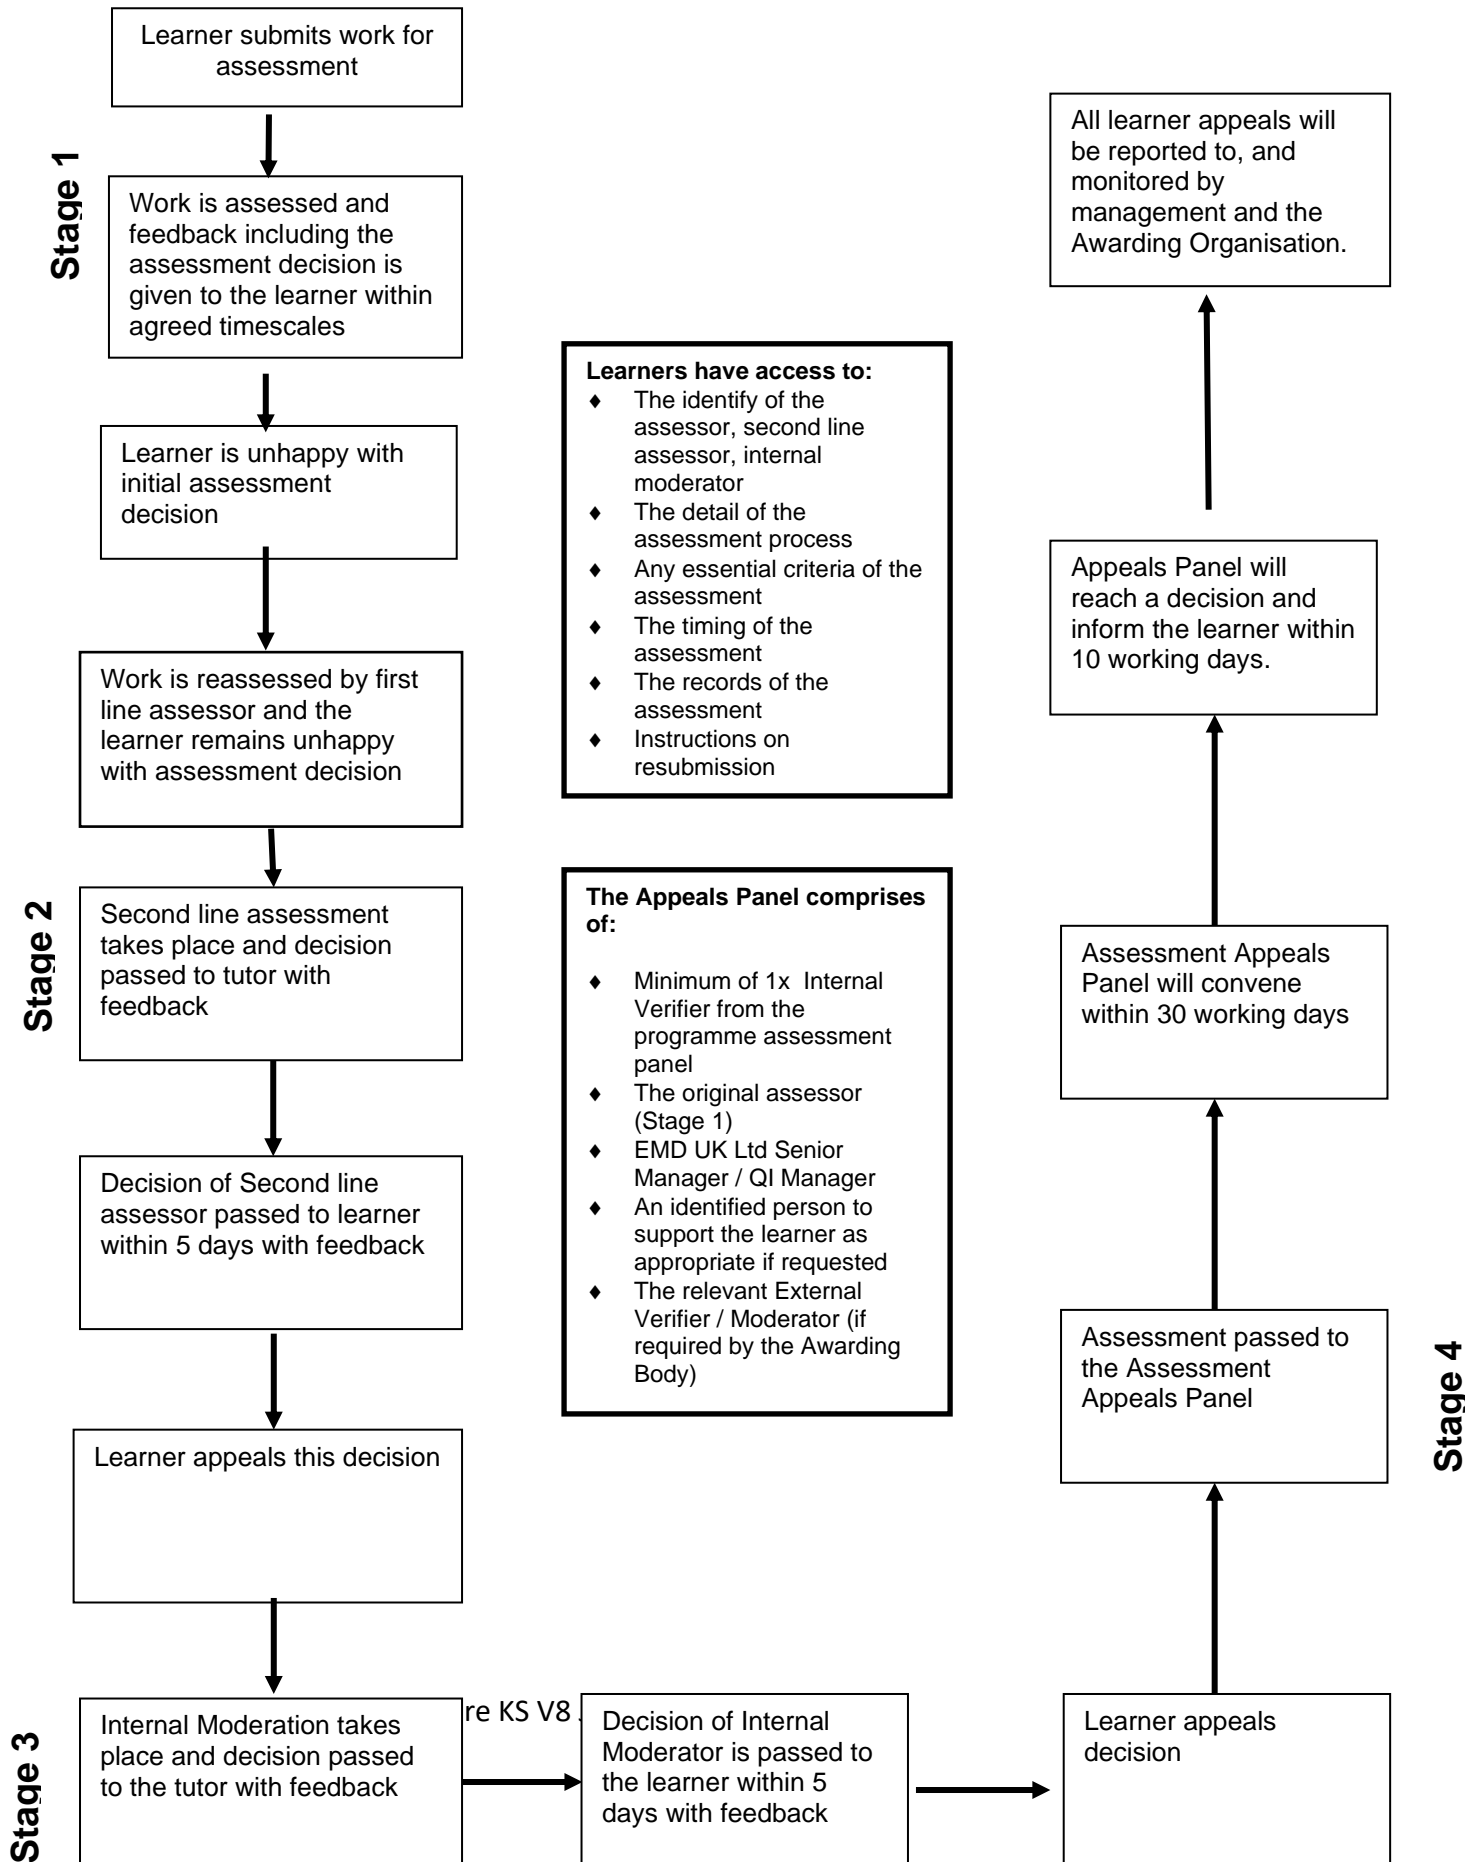 Learner submits work for
assessment
Stage 1
Work is assessed and
feedback including the
assessment decision is
given to the learner within
agreed timescales
Learner is unhappy with
initial assessment
decision
Work is reassessed by first
line assessor and the
learner remains unhappy
with assessment decision
Stage 2
Second line assessment
takes place and decision
passed to tutor with
feedback
Decision of Second line
assessor passed to learner
within 5 days with feedback
Learner appeals this decision
Stage 3
Internal Moderation takes
place and decision passed
to the tutor with feedback
re KS V8
Decision of Internal
Moderator is passed to
the learner within 5
days with feedback
Learner appeals
decision
Stage 4
Assessment passed to
the Assessment
Appeals Panel
Assessment Appeals
Panel will convene
within 30 working days
Appeals Panel will
reach a decision and
inform the learner within
10 working days.
All learner appeals will
be reported to, and
monitored by
management and the
Awarding Organisation.
Learners have access to:
♦ The identify of the
assessor, second line
assessor, internal
moderator
♦ The detail of the
assessment process
♦ Any essential criteria of the
assessment
♦ The timing of the
assessment
♦ The records of the
assessment
♦ Instructions on
resubmission
The Appeals Panel comprises
of:
♦ Minimum of 1x Internal
Verifier from the
programme assessment
panel
♦ The original assessor
(Stage 1)
♦ EMD UK Ltd Senior
Manager / QI Manager
♦ An identified person to
support the learner as
appropriate if requested
♦ The relevant External
Verifier / Moderator (if
required by the Awarding
Body)